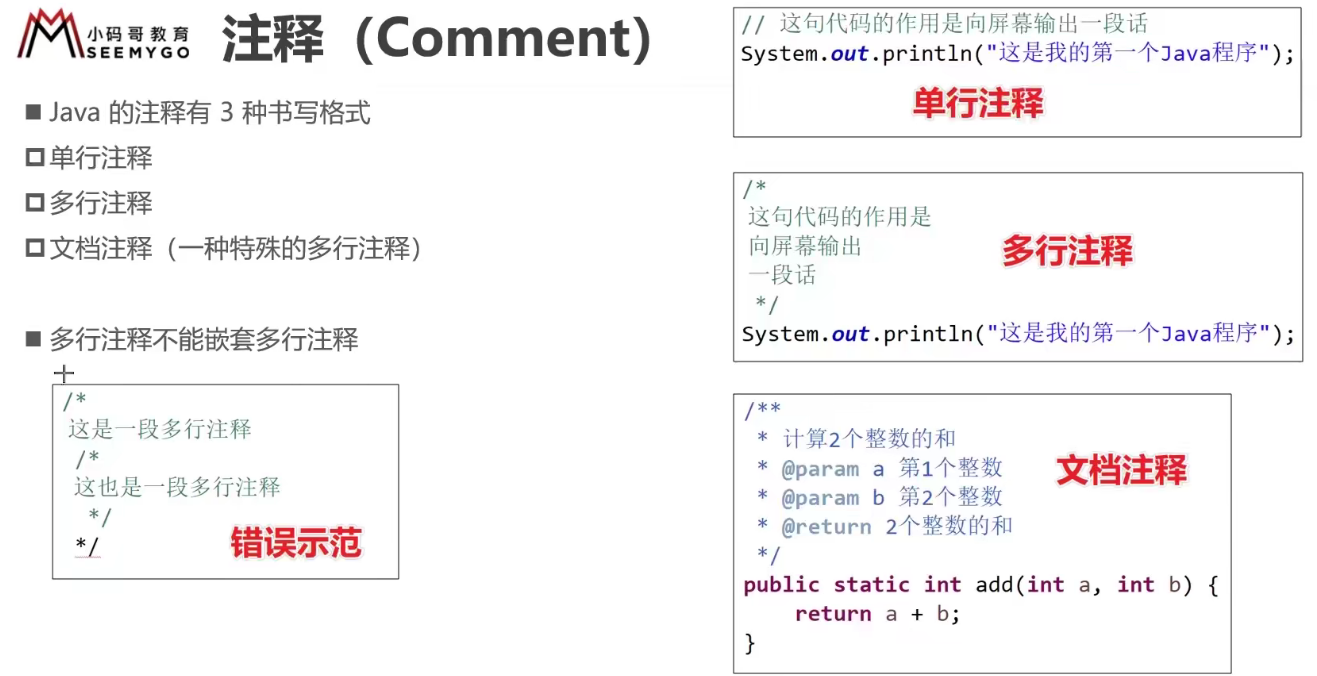 小码哥教育
SEEMYGO
注释（Comment）
■ Java 的注释有 3 种书写格式
单行注释
多行注释
文档注释（一种特殊的多行注释）
■ 多行注释不能嵌套多行注释
/*
这是一段多行注释
/*
这也是一段多行注释
*/
*/
错误示范
// 这句代码的作用是向屏幕输出一段话
System.out.println("这是我的第一个Java程序");
单行注释
/*
这句代码的作用是
向屏幕输出
一段话
*/
System.out.println("这是我的第一个Java程序");
多行注释
/**
* 计算2个整数的和
* @param a 第1个整数
* @param b 第2个整数
* @return 2个整数的和
*/
public static int add(int a, int b) {
return a + b;
}
文档注释